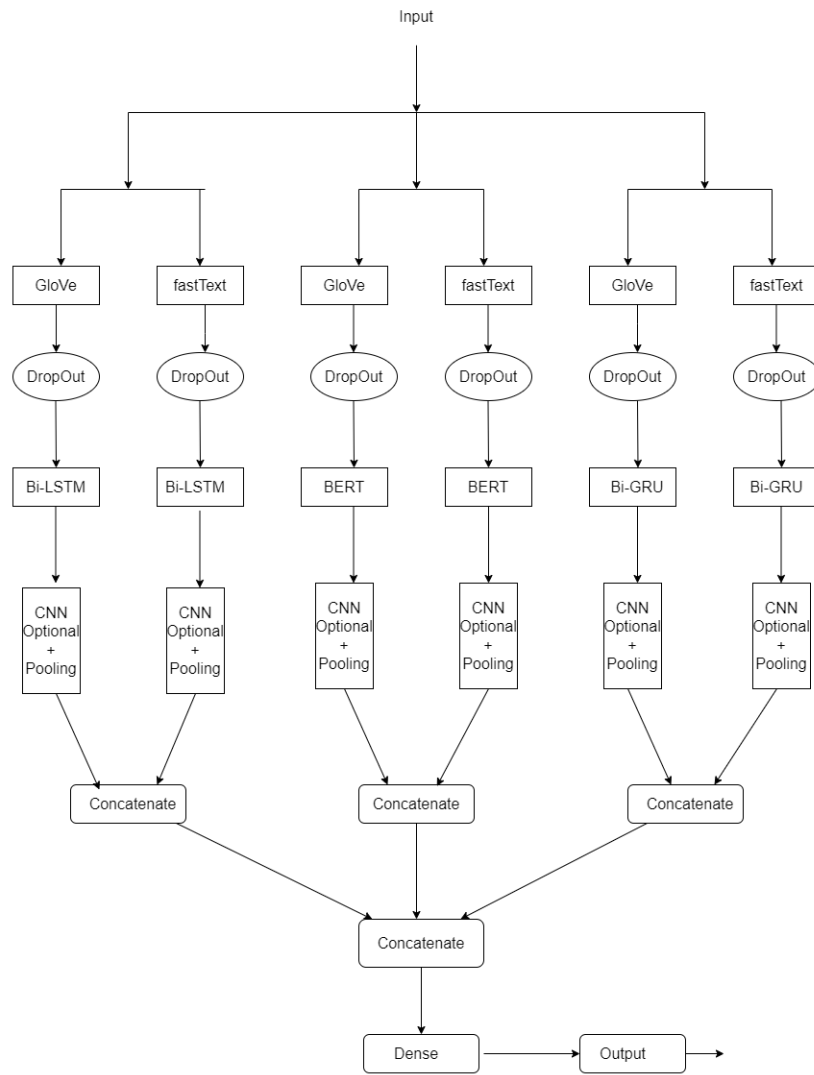 Input
GloVe
fastText
GloVe
fastText
GloVe
fastText
DropOut
DropOut
DropOut
DropOut
DropOut
DropOut
Bi-LSTM
Bi-LSTM
BERT
BERT
Bi-GRU
Bi-GRU
CNN
Optional
+
Pooling
CNN
Optional
+
Pooling
CNN
Optional
+
Pooling
CNN
Optional
+
Pooling
CNN
Optional
+
Pooling
CNN
Optional
+
Pooling
Concatenate
Concatenate
Concatenate
Concatenate
Dense
Output